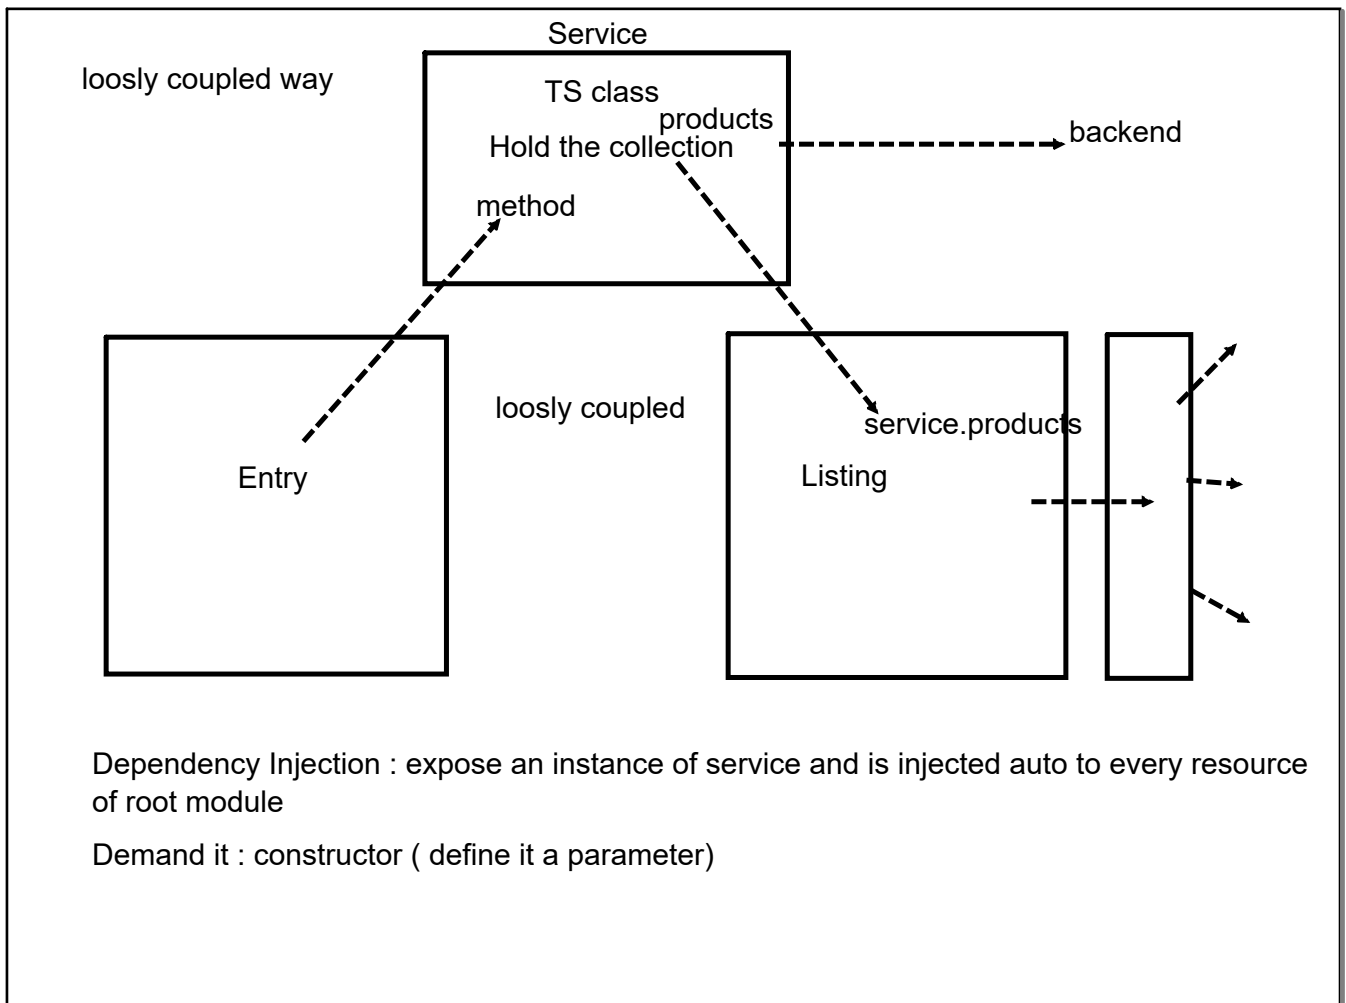 Service
loosly coupled way
TS class
products
Hold the collection
backend
method
loosly coupled
service.products
Entry
Listing
Dependency Injection : expose an instance of service and is injected auto to every resource
of root module
Demand it : constructor ( define it a parameter)